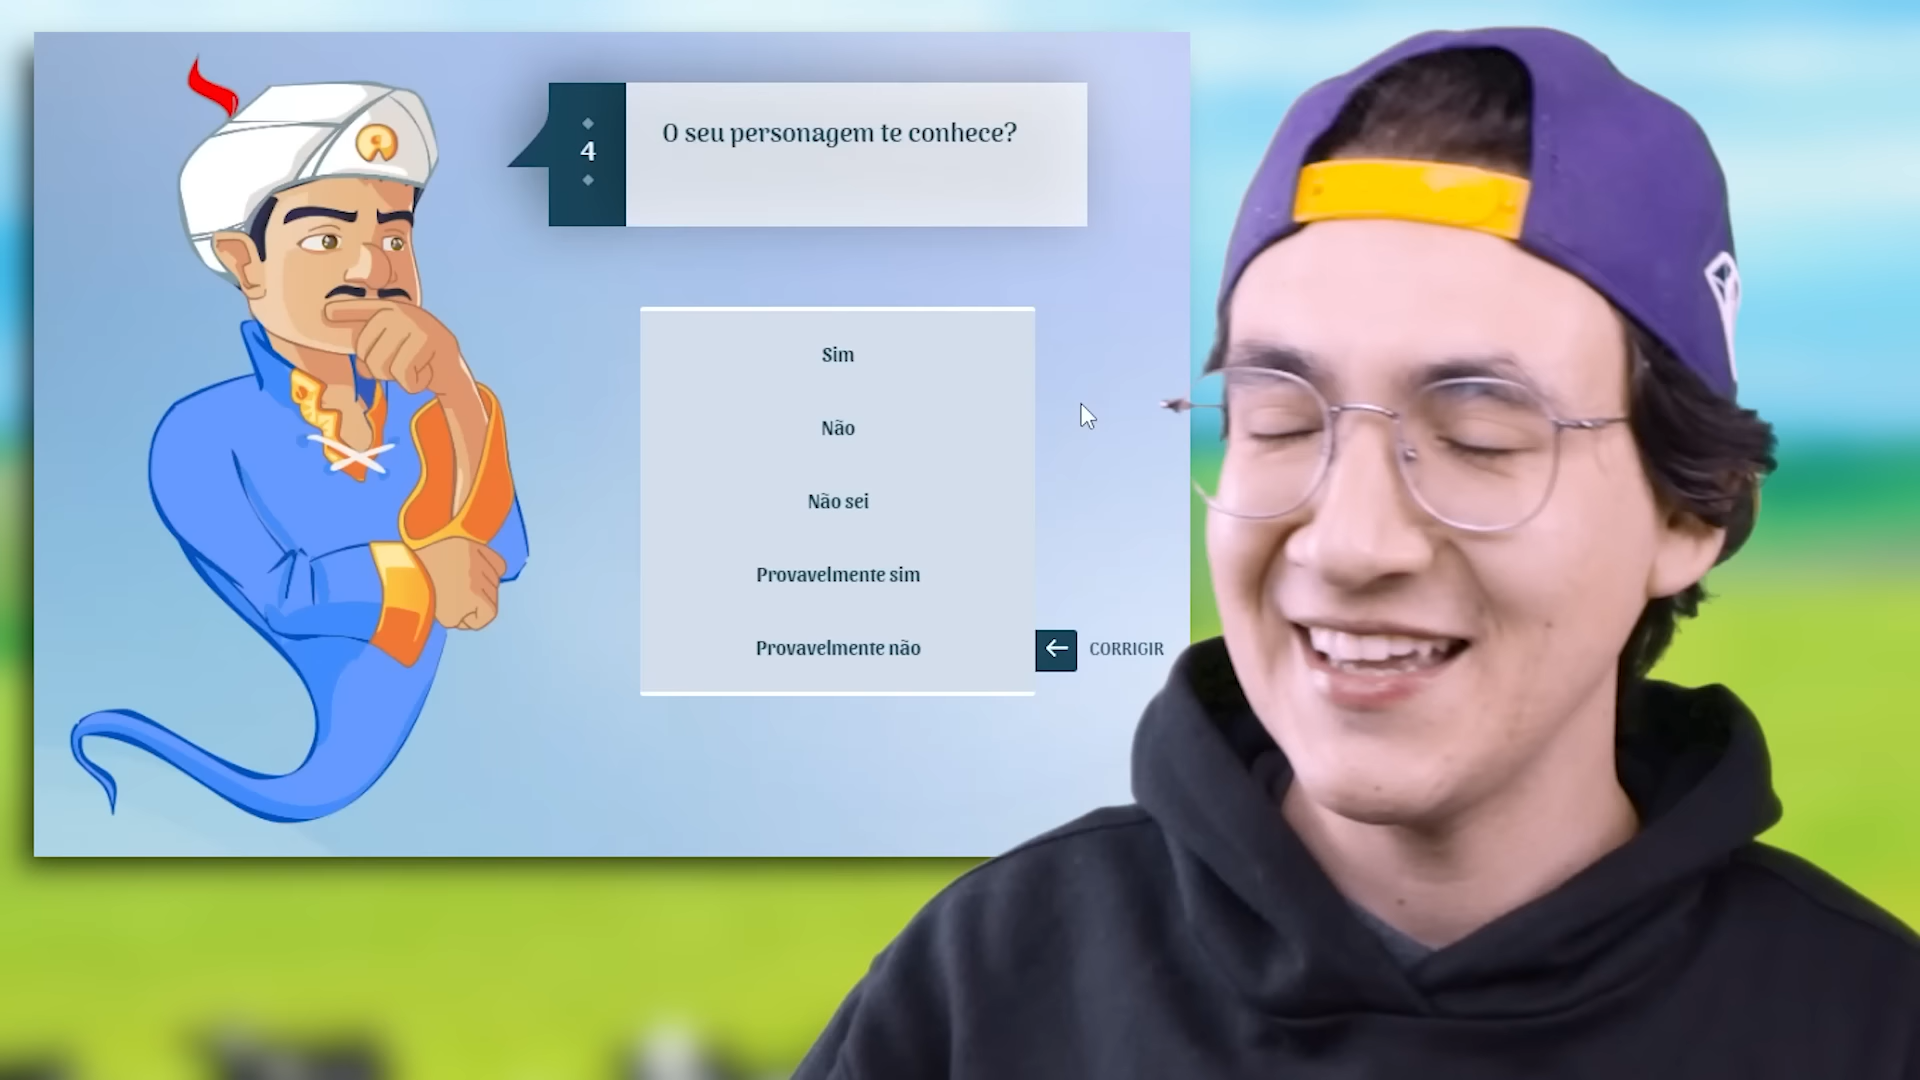 4
O seu personagem te conhece?
Sim
Não
Não sei
Provavelmente sim
Provavelmente não
CORRIGIR